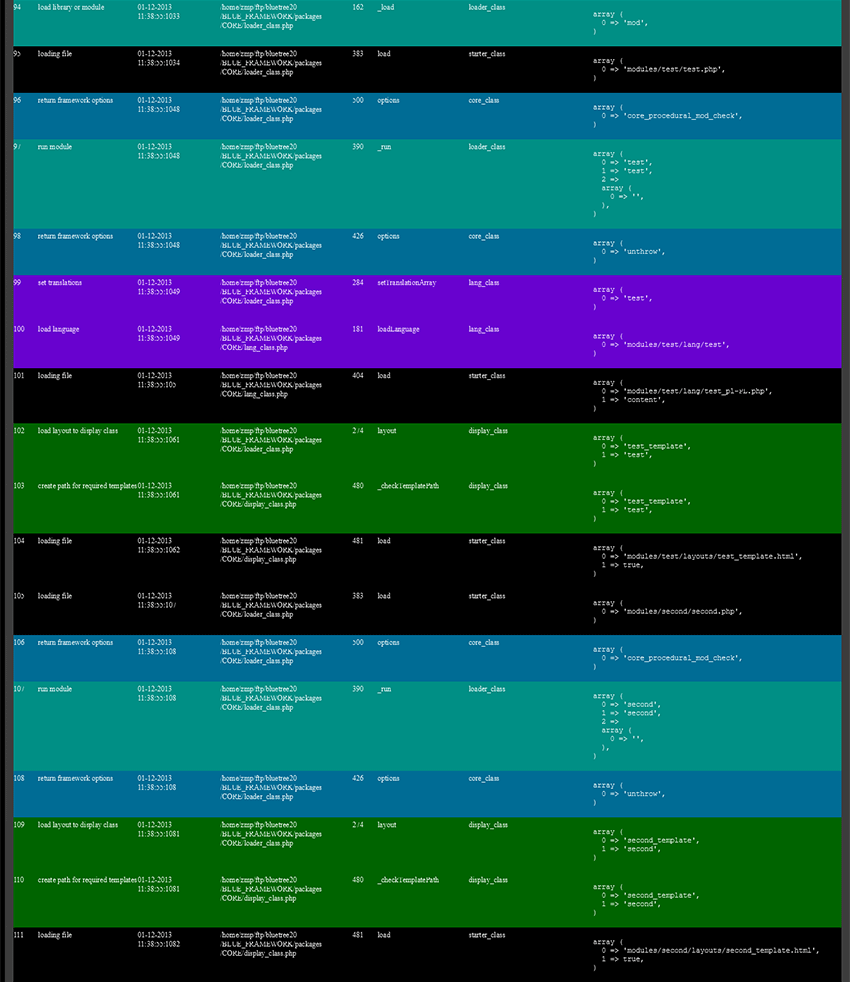 94 load library or module 01-12-2013 /home/zmp/ftp/bluetree20 162 _load loader_class
11:38:55:1033 /BLUE_FRAMEWORK/packages
/CORE/loader_class.php
array (
0 => 'mod',
)
95 loading file 01-12-2013 /home/zmp/ftp/bluetree20 383 load starter_class
11:38:55:1034 /BLUE_FRAMEWORK/packages
/CORE/loader_class.php
array (
0 => 'modules/test/test.php',
)
96 return framework options 01-12-2013 /home/zmp/ftp/bluetree20 500 options core_class
11:38:55:1048 /BLUE_FRAMEWORK/packages
/CORE/loader_class.php
array (
0 => 'core_procedural_mod_check',
)
97 run module 01-12-2013 /home/zmp/ftp/bluetree20 390 _run loader_class
11:38:55:1048 /BLUE_FRAMEWORK/packages
/CORE/loader_class.php
array (
0 => 'test',
1 => 'test',
2 =>
array (
0 => '',
),
)
98 return framework options 01-12-2013 /home/zmp/ftp/bluetree20 426 options core_class
11:38:55:1048 /BLUE_FRAMEWORK/packages
/CORE/loader_class.php
array (
0 => 'unthrow',
)
99 set translations 01-12-2013 /home/zmp/ftp/bluetree20 284 setTranslationArray lang_class
11:38:55:1049 /BLUE_FRAMEWORK/packages
/CORE/loader_class.php
array (
0 => 'test',
)
100 load language 01-12-2013 /home/zmp/ftp/bluetree20 181 loadLanguage lang_class
11:38:55:1049 /BLUE_FRAMEWORK/packages
/CORE/lang_class.php
array (
0 => 'modules/test/lang/test',
)
101 loading file 01-12-2013 /home/zmp/ftp/bluetree20 404 load starter_class
11:38:55:105 /BLUE_FRAMEWORK/packages
/CORE/lang_class.php
array (
0 => 'modules/test/lang/test_pl-PL.php',
1 => 'content',
)
102 load layout to display class 01-12-2013 /home/zmp/ftp/bluetree20 274 layout display_class
11:38:55:1061 /BLUE_FRAMEWORK/packages
/CORE/loader_class.php
array (
0 => 'test_template',
1 => 'test',
)
103 create path for required templates 01-12-2013 /home/zmp/ftp/bluetree20 480 _checkTemplatePath display_class
11:38:55:1061 /BLUE_FRAMEWORK/packages
/CORE/display_class.php
array (
0 => 'test_template',
1 => 'test',
)
104 loading file 01-12-2013 /home/zmp/ftp/bluetree20 481 load starter_class
11:38:55:1062 /BLUE_FRAMEWORK/packages
/CORE/display_class.php
array (
0 => 'modules/test/layouts/test_template.html',
1 => true,
)
105 loading file 01-12-2013 /home/zmp/ftp/bluetree20 383 load starter_class
11:38:55:107 /BLUE_FRAMEWORK/packages
/CORE/loader_class.php
array (
0 => 'modules/second/second.php',
)
106 return framework options 01-12-2013 /home/zmp/ftp/bluetree20 500 options core_class
11:38:55:108 /BLUE_FRAMEWORK/packages
/CORE/loader_class.php
array (
0 => 'core_procedural_mod_check',
)
107 run module 01-12-2013 /home/zmp/ftp/bluetree20 390 _run loader_class
11:38:55:108 /BLUE_FRAMEWORK/packages
/CORE/loader_class.php
array (
0 => 'second',
1 => 'second',
2 =>
array (
0 => '',
),
)
108 return framework options 01-12-2013 /home/zmp/ftp/bluetree20 426 options core_class
11:38:55:108 /BLUE_FRAMEWORK/packages
/CORE/loader_class.php
array (
0 => 'unthrow',
)
109 load layout to display class 01-12-2013 /home/zmp/ftp/bluetree20 274 layout display_class
11:38:55:1081 /BLUE_FRAMEWORK/packages
/CORE/loader_class.php
array (
0 => 'second_template',
1 => 'second',
)
110 create path for required templates 01-12-2013 /home/zmp/ftp/bluetree20 480 _checkTemplatePath display_class
11:38:55:1081 /BLUE_FRAMEWORK/packages
/CORE/display_class.php
array (
0 => 'second_template',
1 => 'second',
)
111 loading file 01-12-2013 /home/zmp/ftp/bluetree20 481 load starter_class
11:38:55:1082 /BLUE_FRAMEWORK/packages
/CORE/display_class.php
array (
0 => 'modules/second/layouts/second_template.html',
1 => true,
)